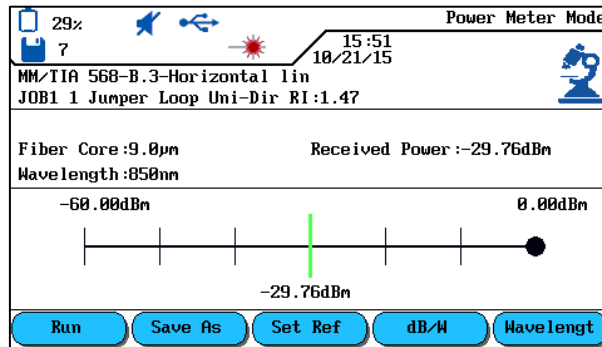 29% Power Meter Mode
7 15:51
10/21/15
MM/TIA 568-B.3-Horizontal lin
JOB1 1 Jumper Loop Uni-Dir RI:1.47
Fiber Core:9.0µm Received Power:-29.76dBm
Wavelength:850nm
-60.00dBm 0.00dBm
-29.76dBm
Run Save As Set Ref dB/W Wavelengt